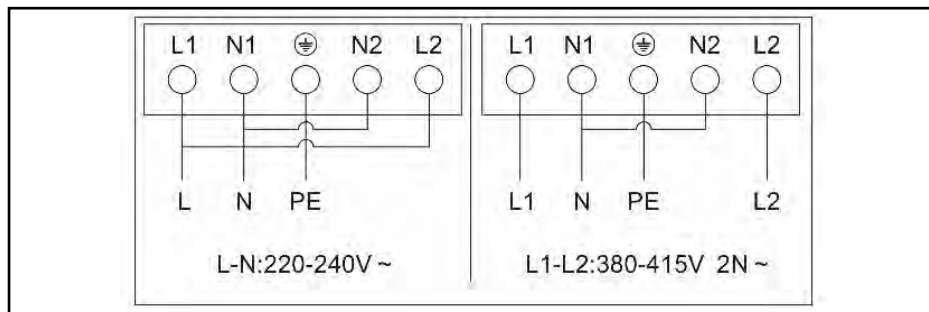 L1 N1 N2 L2
L N PE
L-N:220-240V ~
L1 N1 N2 L2
L1 N PE L2
L1-L2:380-415V 2N ~